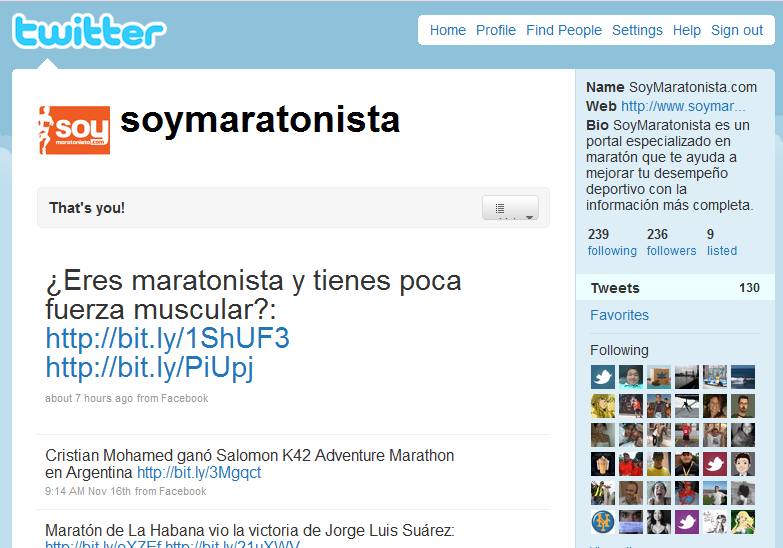 twitter
Home Profile Find People Settings Help Sign out
soy
maratonista.com
soymaratonista
That's you!
¿Eres maratonista y tienes poca
fuerza muscular?:
http://bit.ly/1ShUF3
http://bit.ly/PiUpj
about 7 hours ago from Facebook
Cristian Mohamed ganó Salomon K42 Adventure Marathon
en Argentina http://bit.ly/3Mgqct
9:14 AM Nov 16th from Facebook
Maratón de La Habana vio la victoria de Jorge Luis Suárez:
Name SoyMaratonista.com
Web http://www.soymar...
Bio SoyMaratonista es un
portal especializado en
maratón que te ayuda a
mejorar tu desempeño
deportivo con la
información más completa.
239 236 9
following followers listed
Tweets 130
Favorites
Following